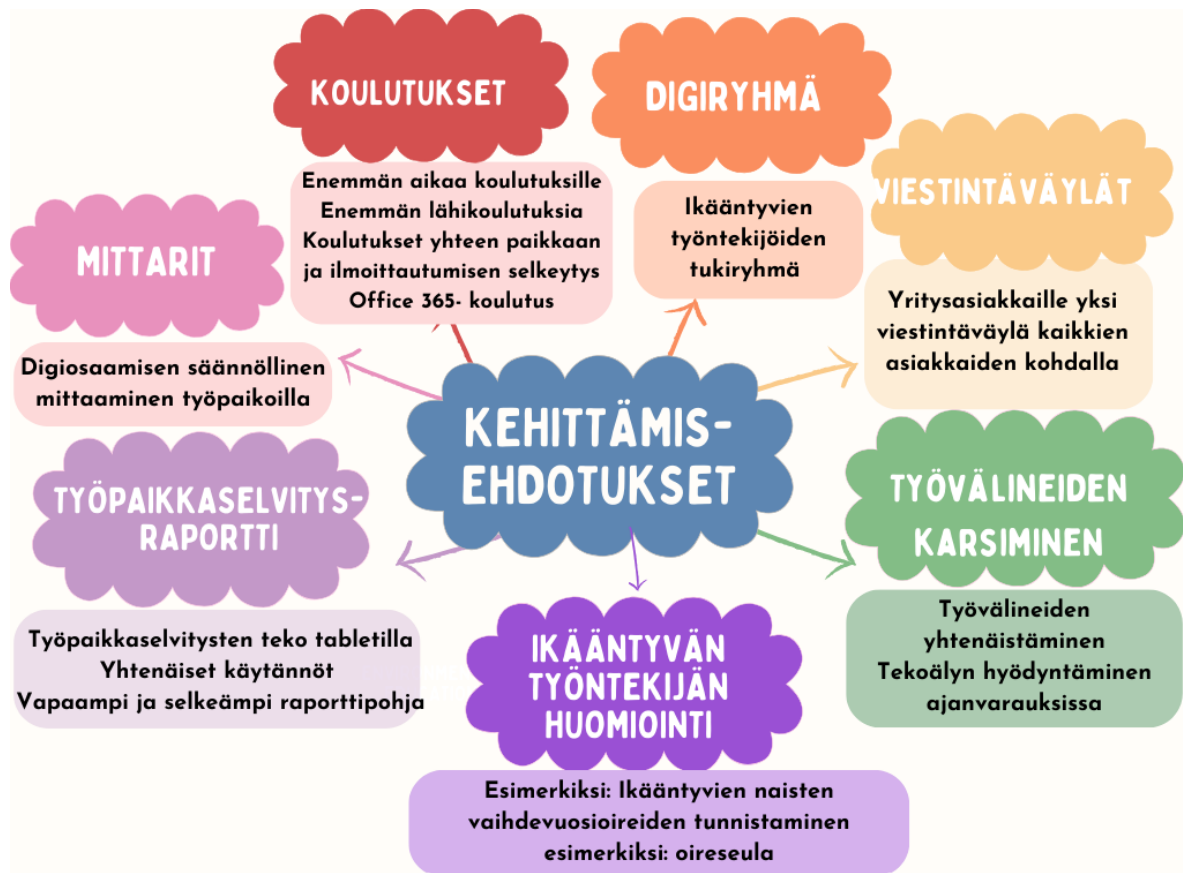 KOULUTUKSET
Enemmän aikaa koulutuksille
Enemmän lähikoulutuksia
Koulutukset yhteen paikkaan
ja ilmoittautumisen selkeytys
Office 365- koulutus
DIGIRYHMÄ
Ikääntyvien
työntekijöiden
tukiryhmä
VIESTINTÄVÄYLÄT
Yritysasiakkaille yksi
viestintäväylä kaikkien
asiakkaiden kohdalla
MITTARIT
Digiosaamisen säännöllinen
mittaaminen työpaikoilla
KEHITTÄMIS-
EHDOTUKSET
TYÖPAIKKASELVITYS-
RAPORTTI
Työpaikkaselvitysten teko tabletilla
Yhtenäiset käytännöt
Vapaampi ja selkeämpi raporttipohja
IKÄÄNTYVÄN
TYÖNTEKIJÄN
HUOMIOINTI
Esimerkiksi: Ikääntyvien naisten
vaihdevuosioireiden tunnistaminen
esimerkiksi: oireseula
TYÖVÄLINEIDEN
KARSIMINEN
Työvälineiden
yhtenäistäminen
Tekoälyn hyödyntäminen
ajanvarauksissa